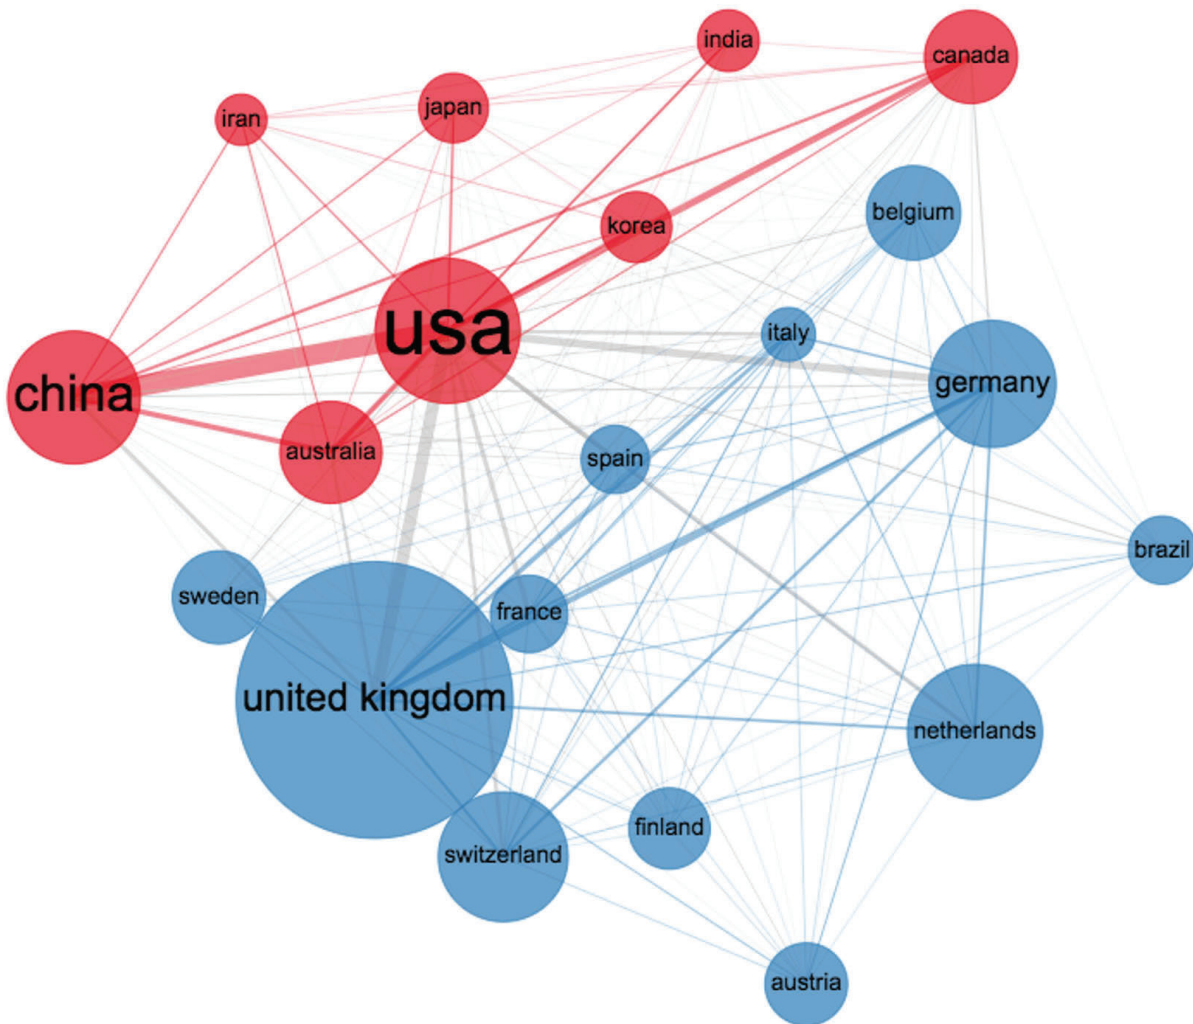 india
canada
iran
japan
belgium
korea
usa
italy
china
germany
australia
spain
brazil
sweden
france
united kingdom
netherlands
finland
switzerland
austria